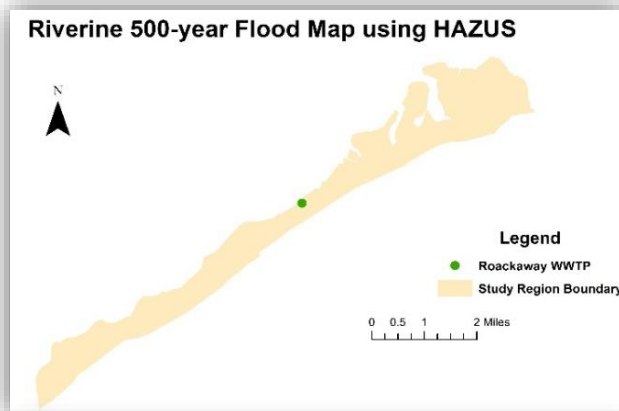 Riverine 500-year Flood Map using HAZUS
N
Legend
Roackaway WWTP
Study Region Boundary
0 0.5 1 2 Miles